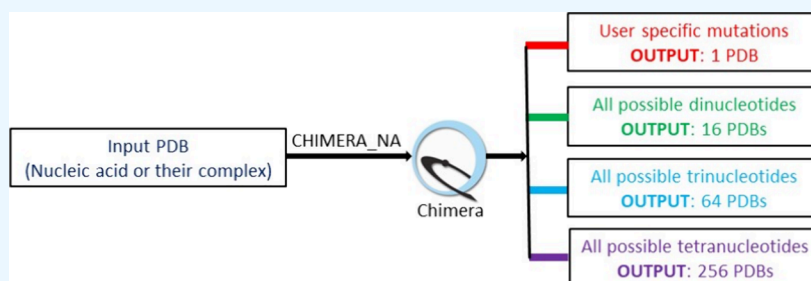 Input PDB
(Nucleic acid or their complex)
CHIMERA_NA
Chimera
User specific mutations
OUTPUT: 1 PDB
All possible dinucleotides
OUTPUT: 16 PDBs
All possible trinucleotides
OUTPUT: 64 PDBs
All possible tetranucleotides
OUTPUT: 256 PDBs